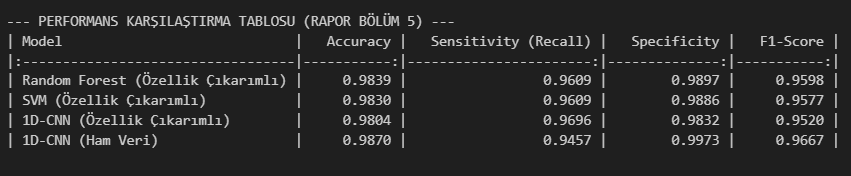 --- PERFORMANS KARŞILAŞTIRMA TABLOSU (RAPOR BÖLÜM 5) ---
| Model                            |   Accuracy |   Sensitivity (Recall) |   Specificity |   F1-Score |
|:---------------------------------|-----------:|-----------------------:|--------------:|-----------:|
| Random Forest (Özellik Çıkarımlı) |     0.9839 |                 0.9609 |        0.9897 |     0.9598 |
| SVM (Özellik Çıkarımlı)           |     0.9830 |                 0.9609 |        0.9886 |     0.9577 |
| 1D-CNN (Özellik Çıkarımlı)        |     0.9804 |                 0.9696 |        0.9832 |     0.9520 |
| 1D-CNN (Ham Veri)                |     0.9870 |                 0.9457 |        0.9973 |     0.9667 |